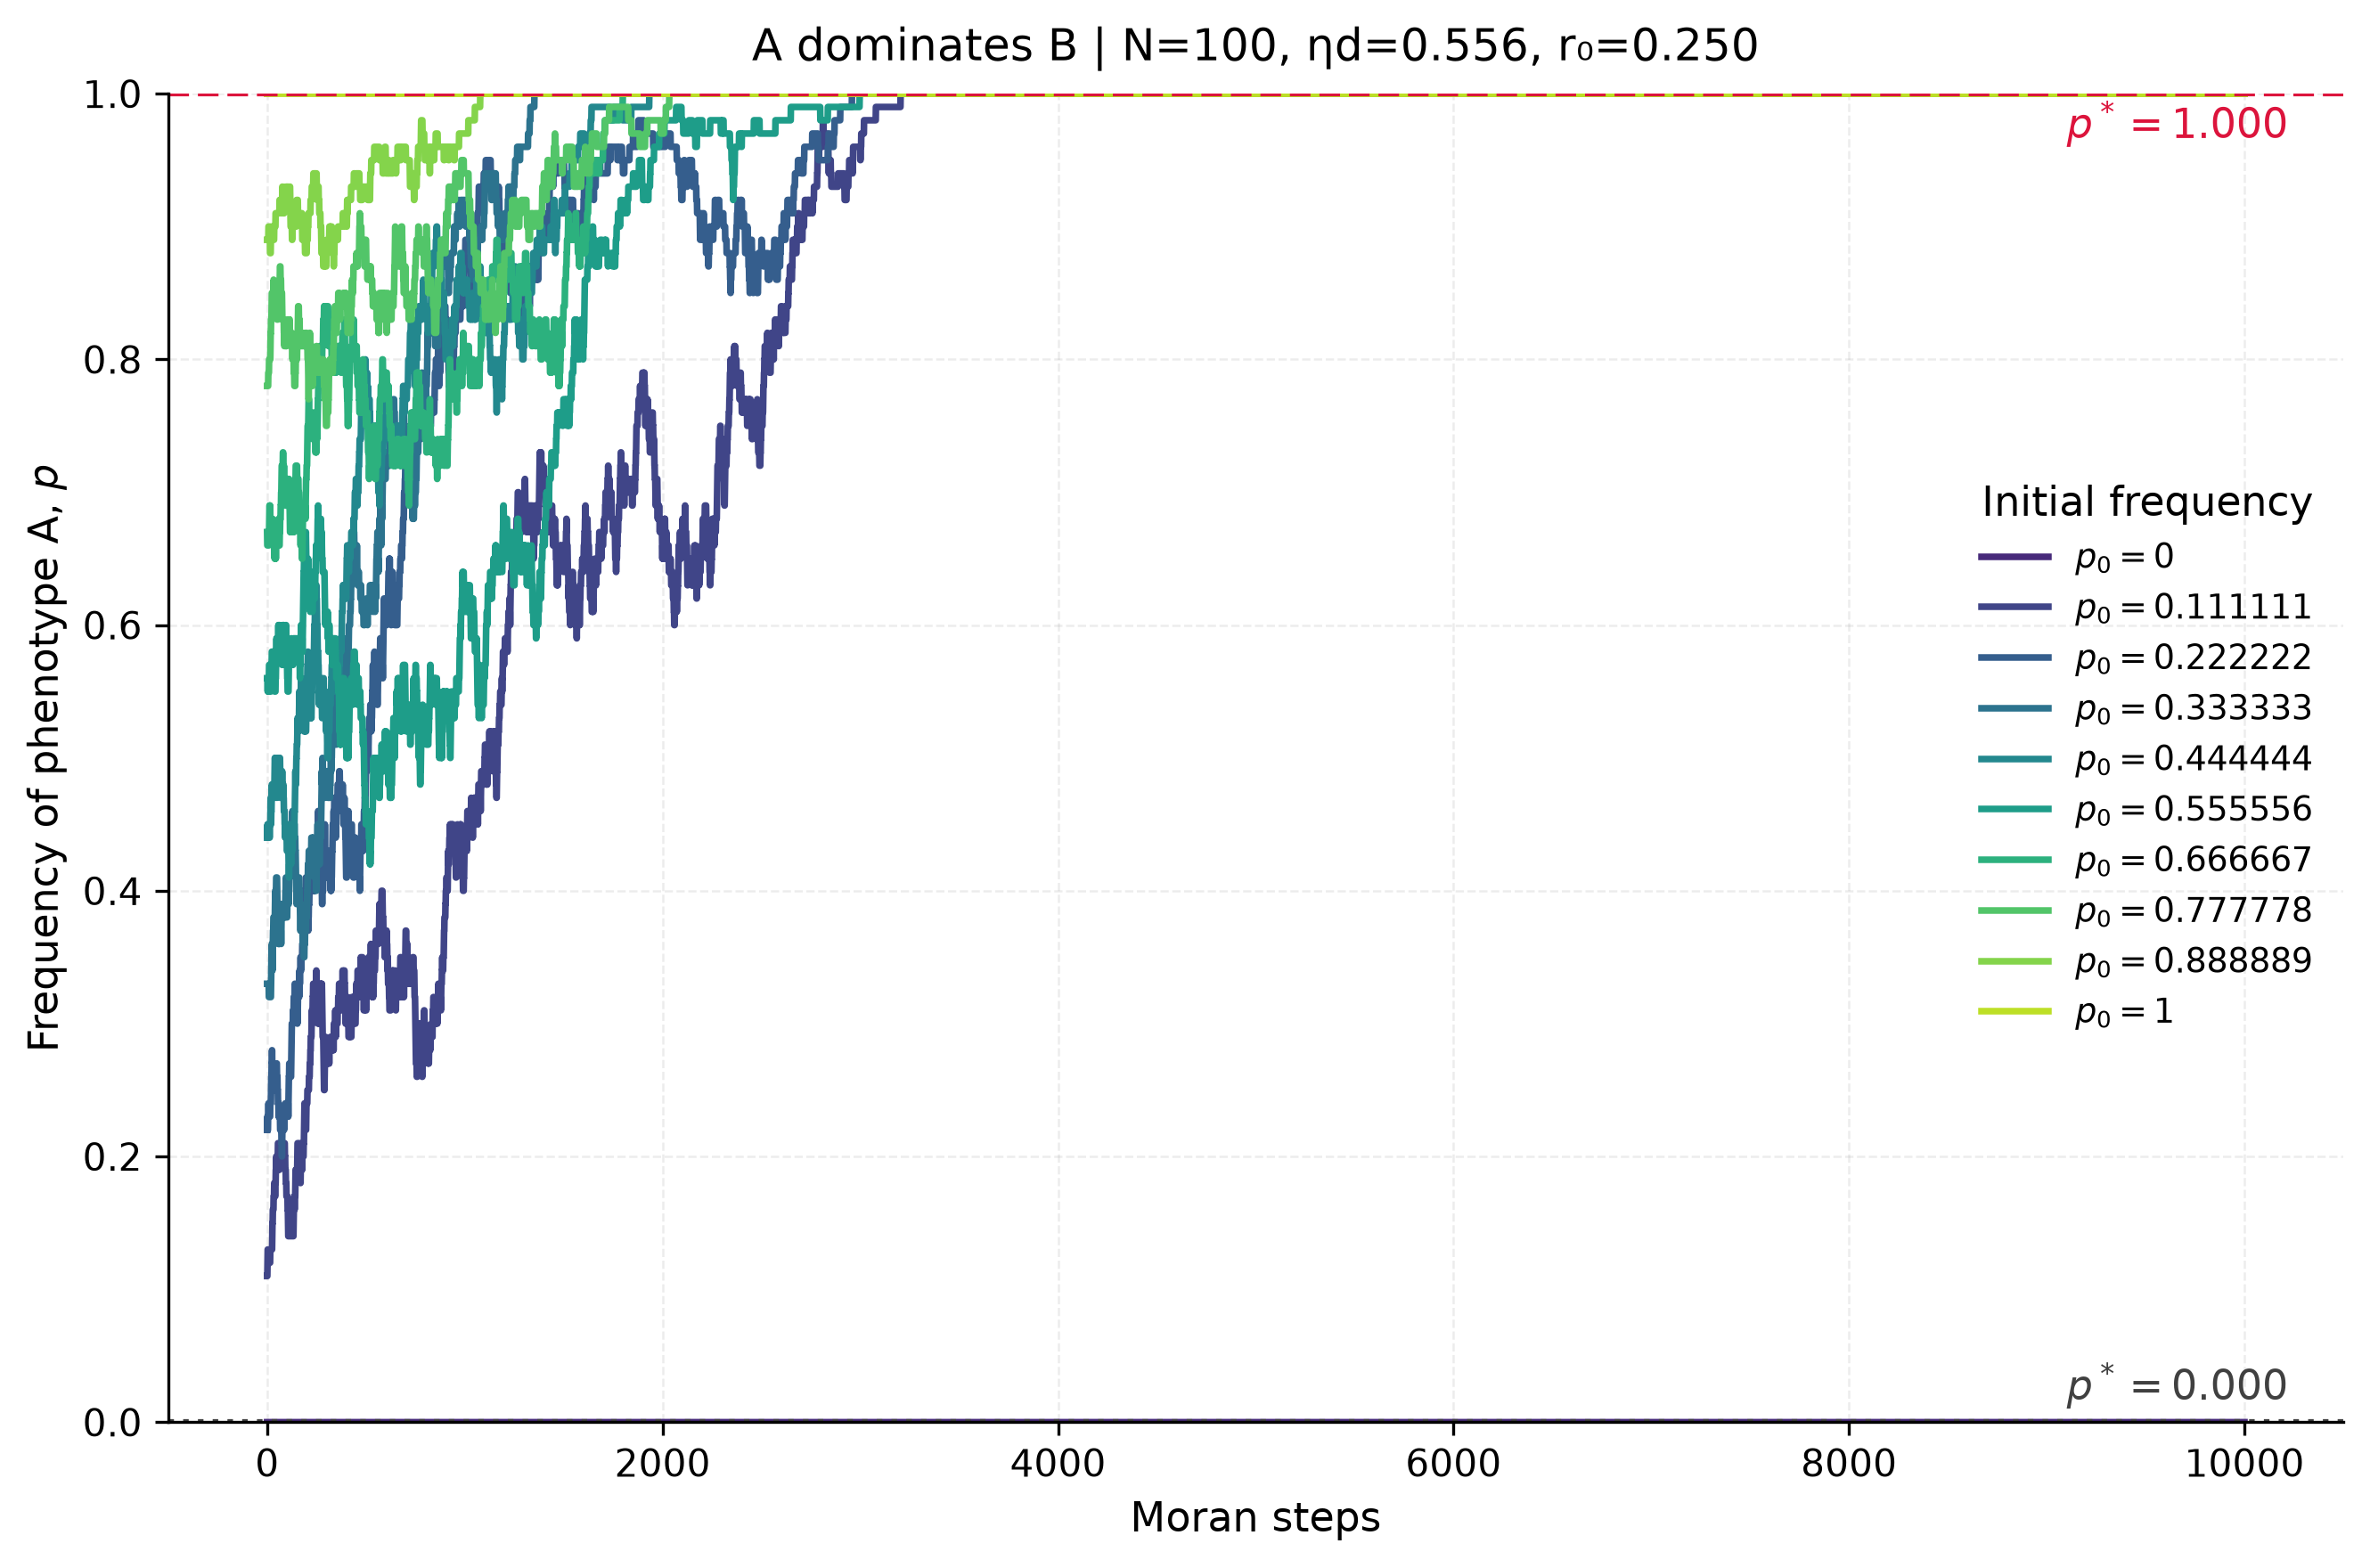 A dominates B | N=100, ηd=0.556, r₀=0.250
1.0
0.8
0.6
0.4
0.2
0.0
Frequency of phenotype A, p
p* = 1.000
Initial frequency
p₀ = 0
p₀ = 0.111111
p₀ = 0.222222
p₀ = 0.333333
p₀ = 0.444444
p₀ = 0.555556
p₀ = 0.666667
p₀ = 0.777778
p₀ = 0.888889
p₀ = 1
p* = 0.000
0 2000 4000 6000 8000 10000
Moran steps